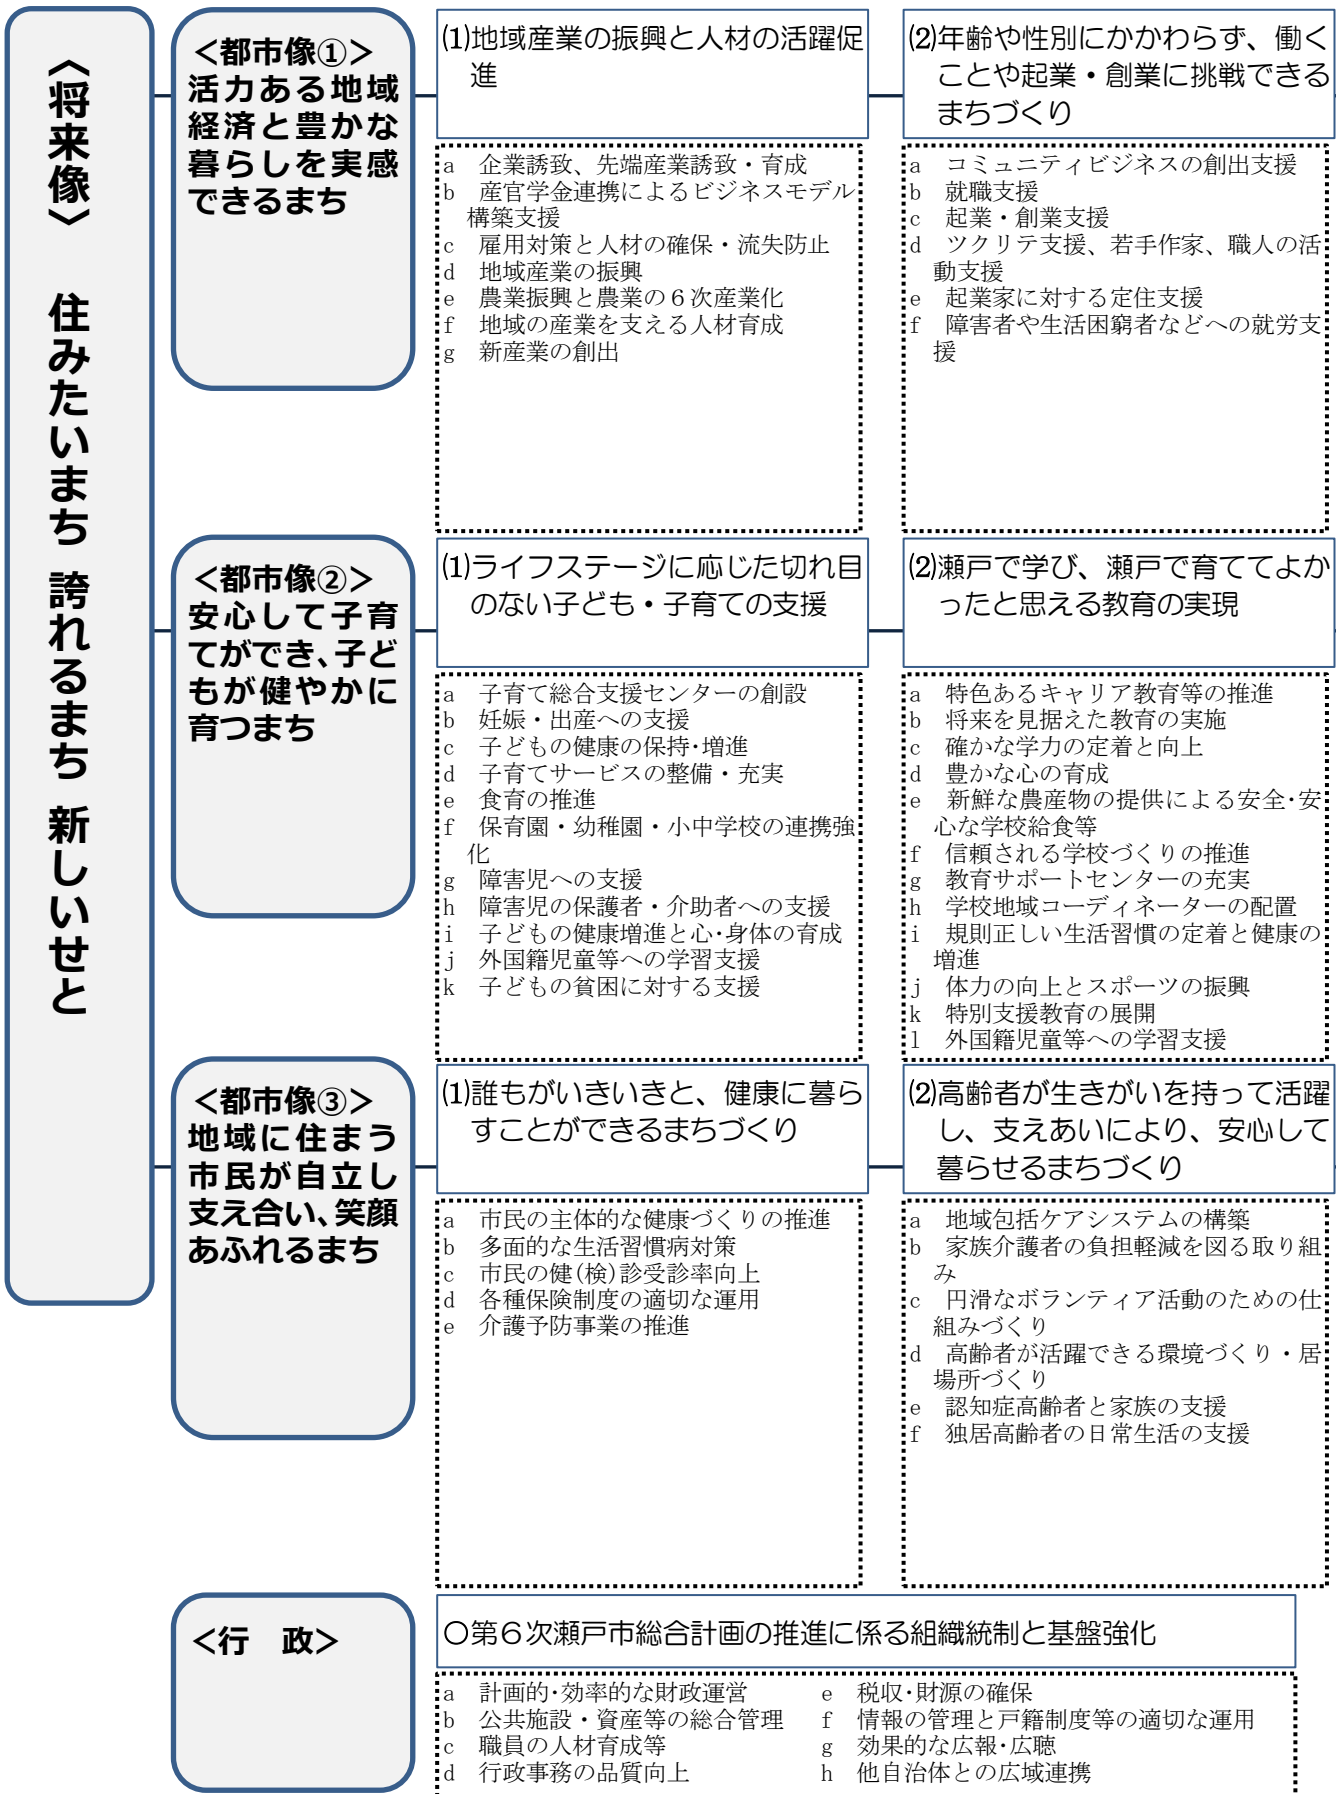 〈将来像〉 住みたいまち 誇れるまち 新しいせと
<都市像①>
活力ある地域
経済と豊かな
暮らしを実感
できるまち
⑴地域産業の振興と人材の活躍促
進
a 企業誘致、先端産業誘致・育成
b 産官学金連携によるビジネスモデル
構築支援
c 雇用対策と人材の確保・流失防止
d 地域産業の振興
e 農業振興と農業の６次産業化
f 地域の産業を支える人材育成
g 新産業の創出
⑵年齢や性別にかかわらず、働く
ことや起業・創業に挑戦できる
まちづくり
a コミュニティビジネスの創出支援
b 就職支援
c 起業・創業支援
d ツクリテ支援、若手作家、職人の活
動支援
e 起業家に対する定住支援
f 障害者や生活困窮者などへの就労支
援
<都市像②>
安心して子育
てができ、子ど
もが健やかに
育つまち
⑴ライフステージに応じた切れ目
のない子ども・子育ての支援
a 子育て総合支援センターの創設
b 妊娠・出産への支援
c 子どもの健康の保持・増進
d 子育てサービスの整備・充実
e 食育の推進
f 保育園・幼稚園・小中学校の連携強
化
g 障害児への支援
h 障害児の保護者・介助者への支援
i 子どもの健康増進と心・身体の育成
j 外国籍児童等への学習支援
k 子どもの貧困に対する支援
⑵瀬戸で学び、瀬戸で育ててよか
ったと思える教育の実現
a 特色あるキャリア教育等の推進
b 将来を見据えた教育の実施
c 確かな学力の定着と向上
d 豊かな心の育成
e 新鮮な農産物の提供による安全・安
心な学校給食等
f 信頼される学校づくりの推進
g 教育サポートセンターの充実
h 学校地域コーディネーターの配置
i 規則正しい生活習慣の定着と健康の
増進
j 体力の向上とスポーツの振興
k 特別支援教育の展開
l 外国籍児童等への学習支援
<都市像③>
地域に住まう
市民が自立し
支え合い、笑顔
あふれるまち
⑴誰もがいきいきと、健康に暮ら
すことができるまちづくり
a 市民の主体的な健康づくりの推進
b 多面的な生活習慣病対策
c 市民の健(検)診受診率向上
d 各種保険制度の適切な運用
e 介護予防事業の推進
⑵高齢者が生きがいを持って活躍
し、支えあいにより、安心して
暮らせるまちづくり
a 地域包括ケアシステムの構築
b 家族介護者の負担軽減を図る取り組
み
c 円滑なボランティア活動のための仕
組みづくり
d 高齢者が活躍できる環境づくり・居
場所づくり
e 認知症高齢者と家族の支援
f 独居高齢者の日常生活の支援
<行 政>
〇第６次瀬戸市総合計画の推進に係る組織統制と基盤強化
a 計画的・効率的な財政運営
b 公共施設・資産等の総合管理
c 職員の人材育成等
d 行政事務の品質向上
e 税収・財源の確保
f 情報の管理と戸籍制度等の適切な運用
g 効果的な広報・広聴
h 他自治体との広域連携